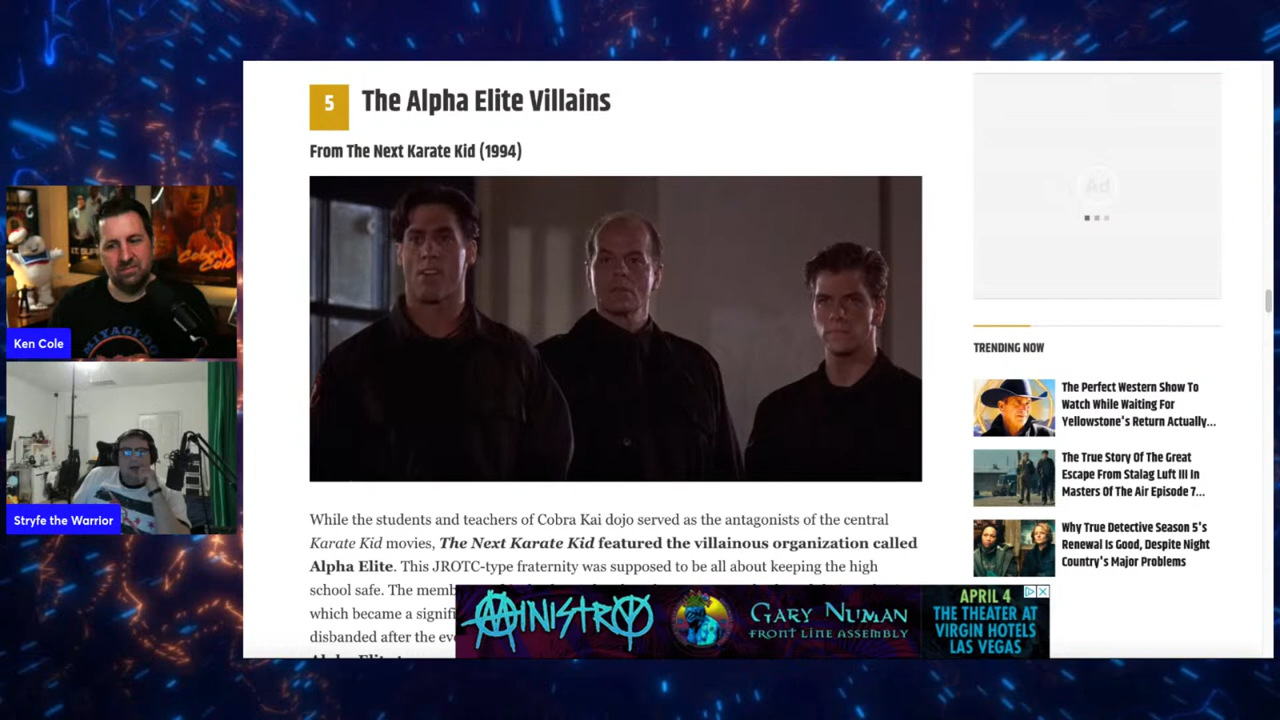 5
The Alpha Elite Villains
From The Next Karate Kid (1994)
While the students and teachers of Cobra Kai dojo served as the antagonists of the central
Karate Kid movies, The Next Karate Kid featured the villainous organization called
Alpha Elite. This JROTC-type fraternity was supposed to be all about keeping the high
school safe. The
which became a
disbanded after the
Alpha Elite
MINISTRY
GARY NUMAN
FRONT LINE ASSEMBLY
APRIL 4
THE THEATER AT
VIRGIN HOTELS
LAS VEGAS
Ad
TRENDING NOW
The Perfect Western Show To
Watch While Waiting For
Yellowstone's Return Actually...
The True Story Of The Great
Escape From Stalag Luft III In
Masters Of The Air Episode 7...
Why True Detective Season 5's
Renewal Is Good, Despite Night
Country's Major Problems
Cobra
MIYAGI-DO
Ken Cole
Stryfe the Warrior